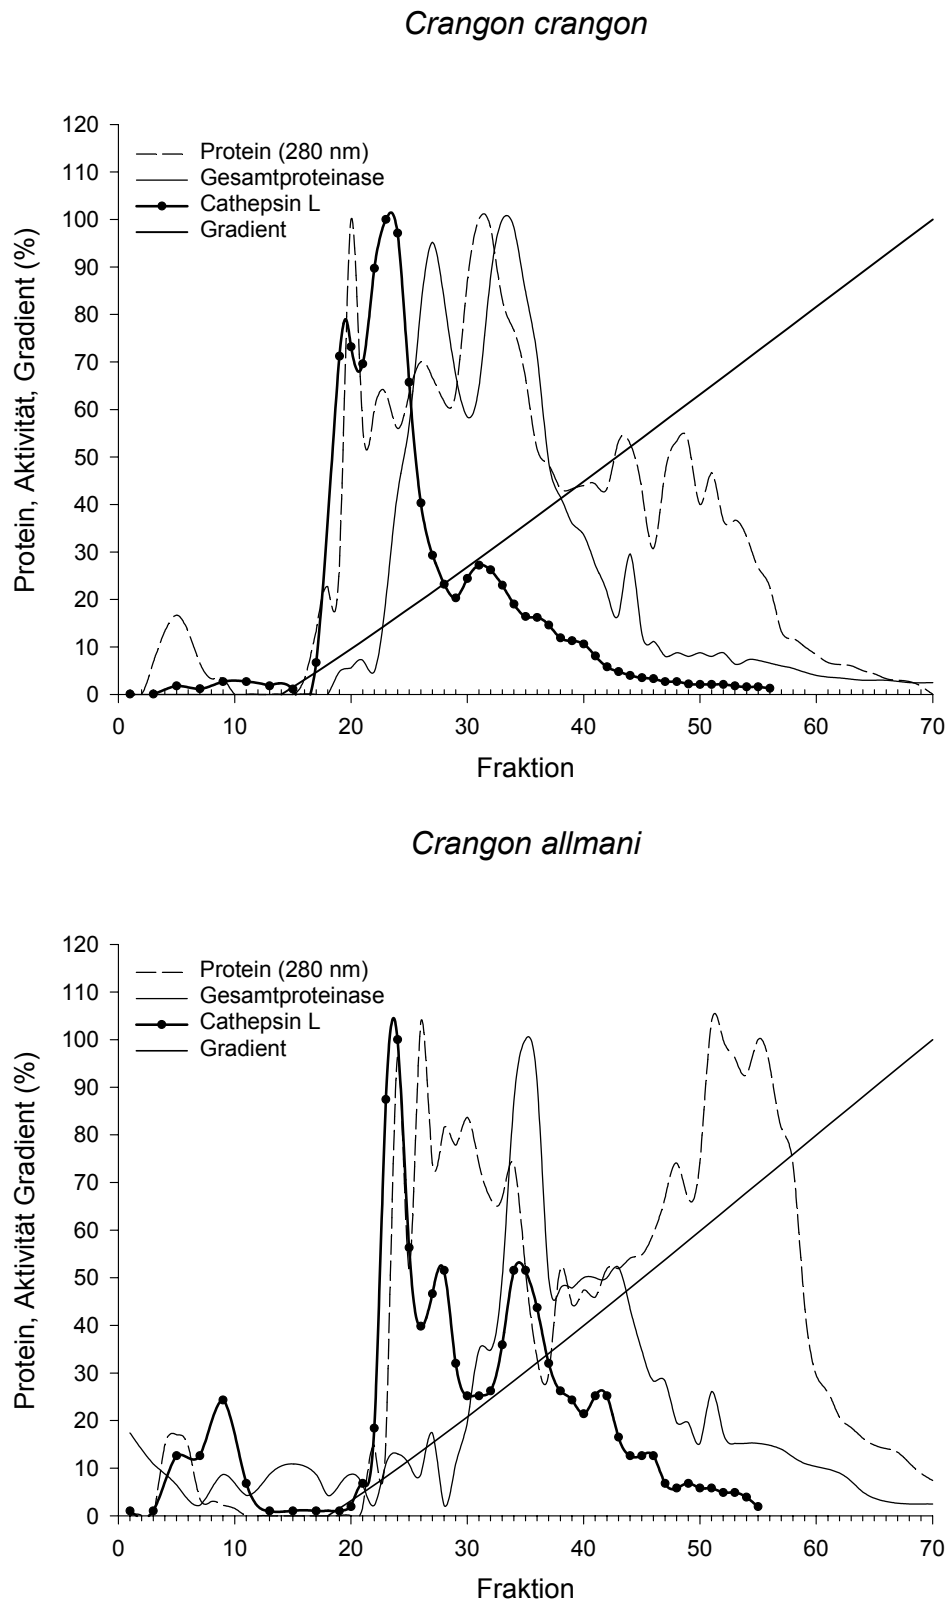 Crangon crangon
Protein, Aktivität, Gradient (%)
120
110
100
90
80
70
60
50
40
30
20
10
0
Protein (280 nm)
Gesamtproteinase
Cathepsin L
Gradient
0 10 20 30 40 50 60 70
Fraktion
Crangon allmani
Protein, Aktivität Gradient (%)
120
110
100
90
80
70
60
50
40
30
20
10
0
Protein (280 nm)
Gesamtproteinase
Cathepsin L
Gradient
0 10 20 30 40 50 60 70
Fraktion